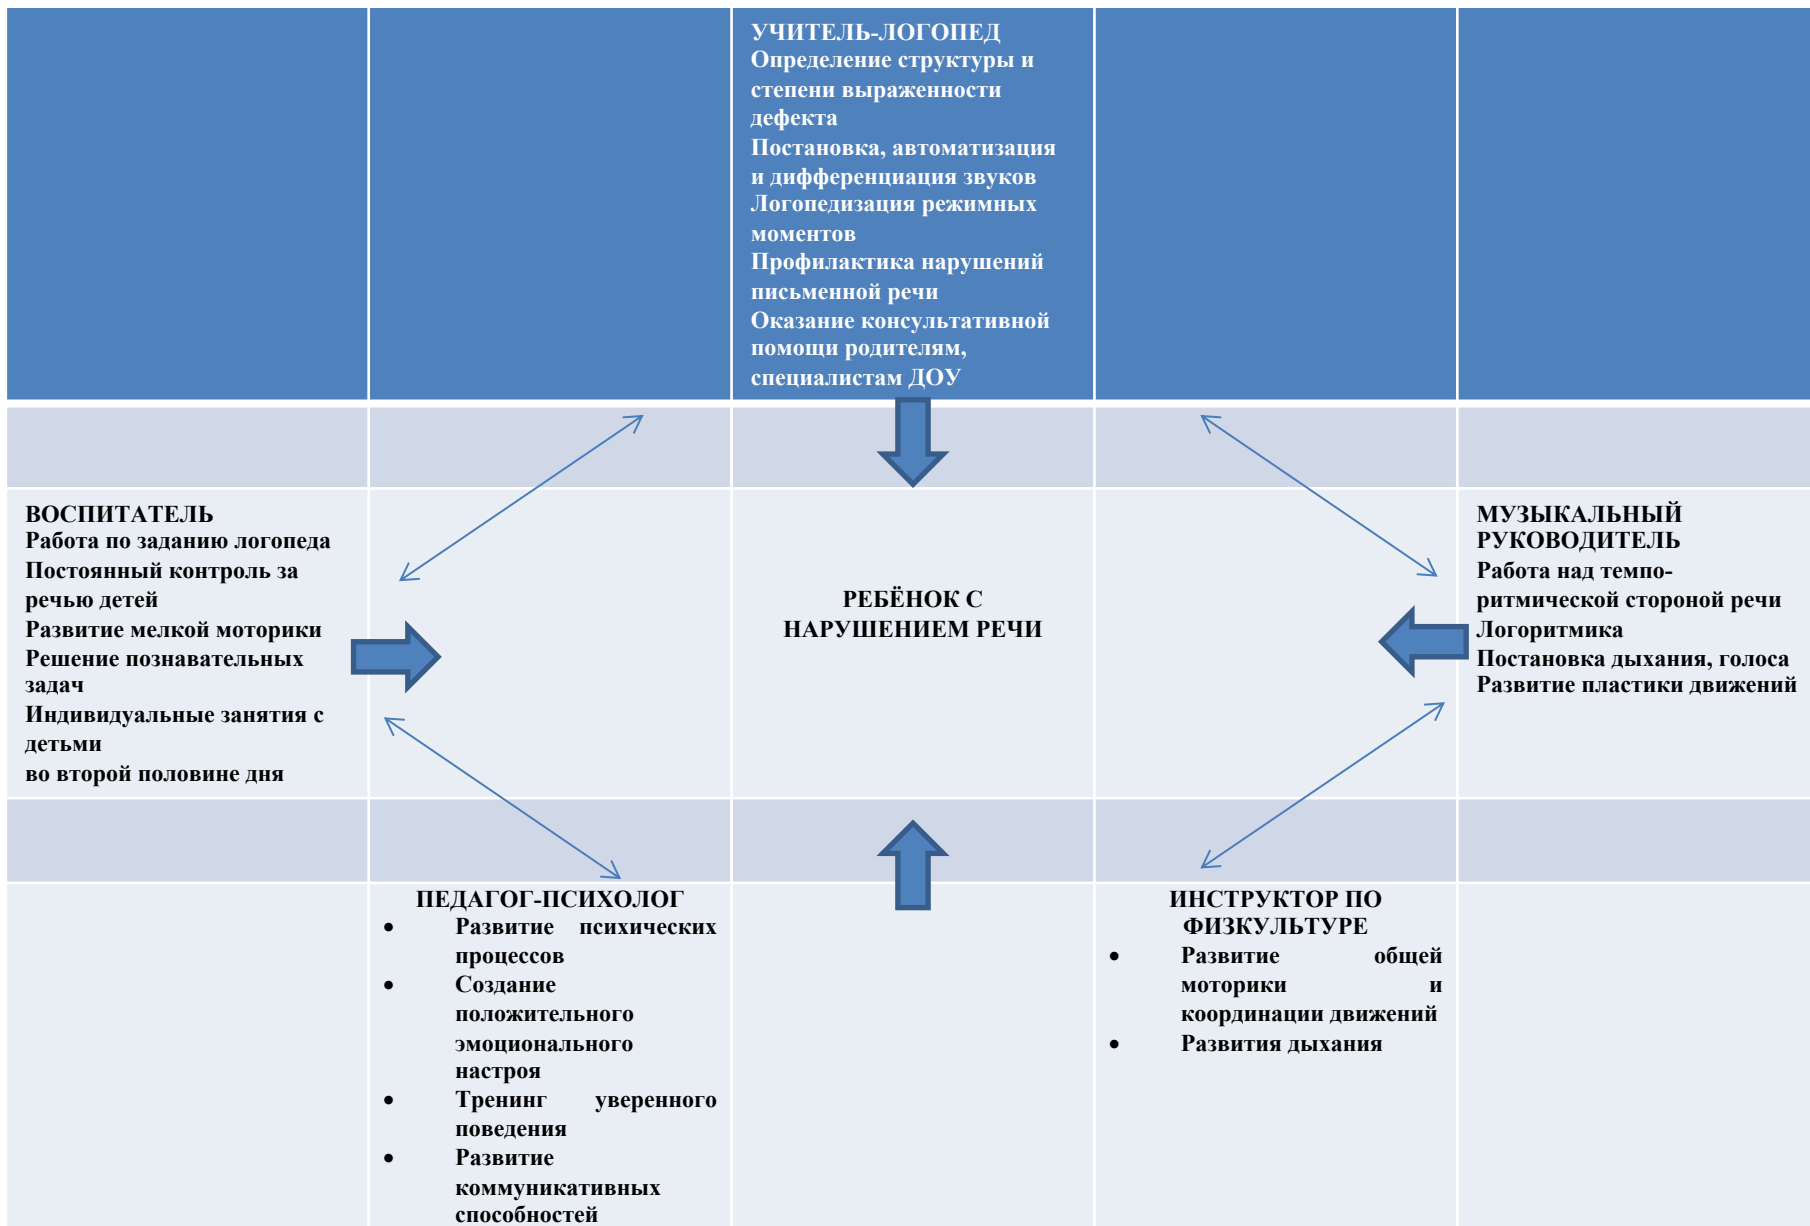 УЧИТЕЛЬ-ЛОГОПЕД
Определение структуры и
степени выраженности
дефекта
Постановка, автоматизация
и дифференциация звуков
Логопедизация режимных
моментов
Профилактика нарушений
письменной речи
Оказание консультативной
помощи родителям,
специалистам ДОУ
ВОСПИТАТЕЛЬ
Работа по заданию логопеда
Постоянный контроль за
речью детей
Развитие мелкой моторики
Решение познавательных
задач
Индивидуальные занятия с
детьми
во второй половине дня
РЕБЁНОК С
НАРУШЕНИЕМ РЕЧИ
МУЗЫКАЛЬНЫЙ
РУКОВОДИТЕЛЬ
Работа над темпо-
ритмической стороной речи
Логоритмика
Постановка дыхания, голоса
Развитие пластики движений
ПЕДАГОГ-ПСИХОЛОГ
• Развитие психических
процессов
• Создание
положительного
эмоционального
настроя
• Тренинг уверенного
поведения
• Развитие
коммуникативных
способностей
ИНСТРУКТОР ПО
ФИЗКУЛЬТУРЕ
• Развитие общей
моторики и
координации движений
• Развития дыхания